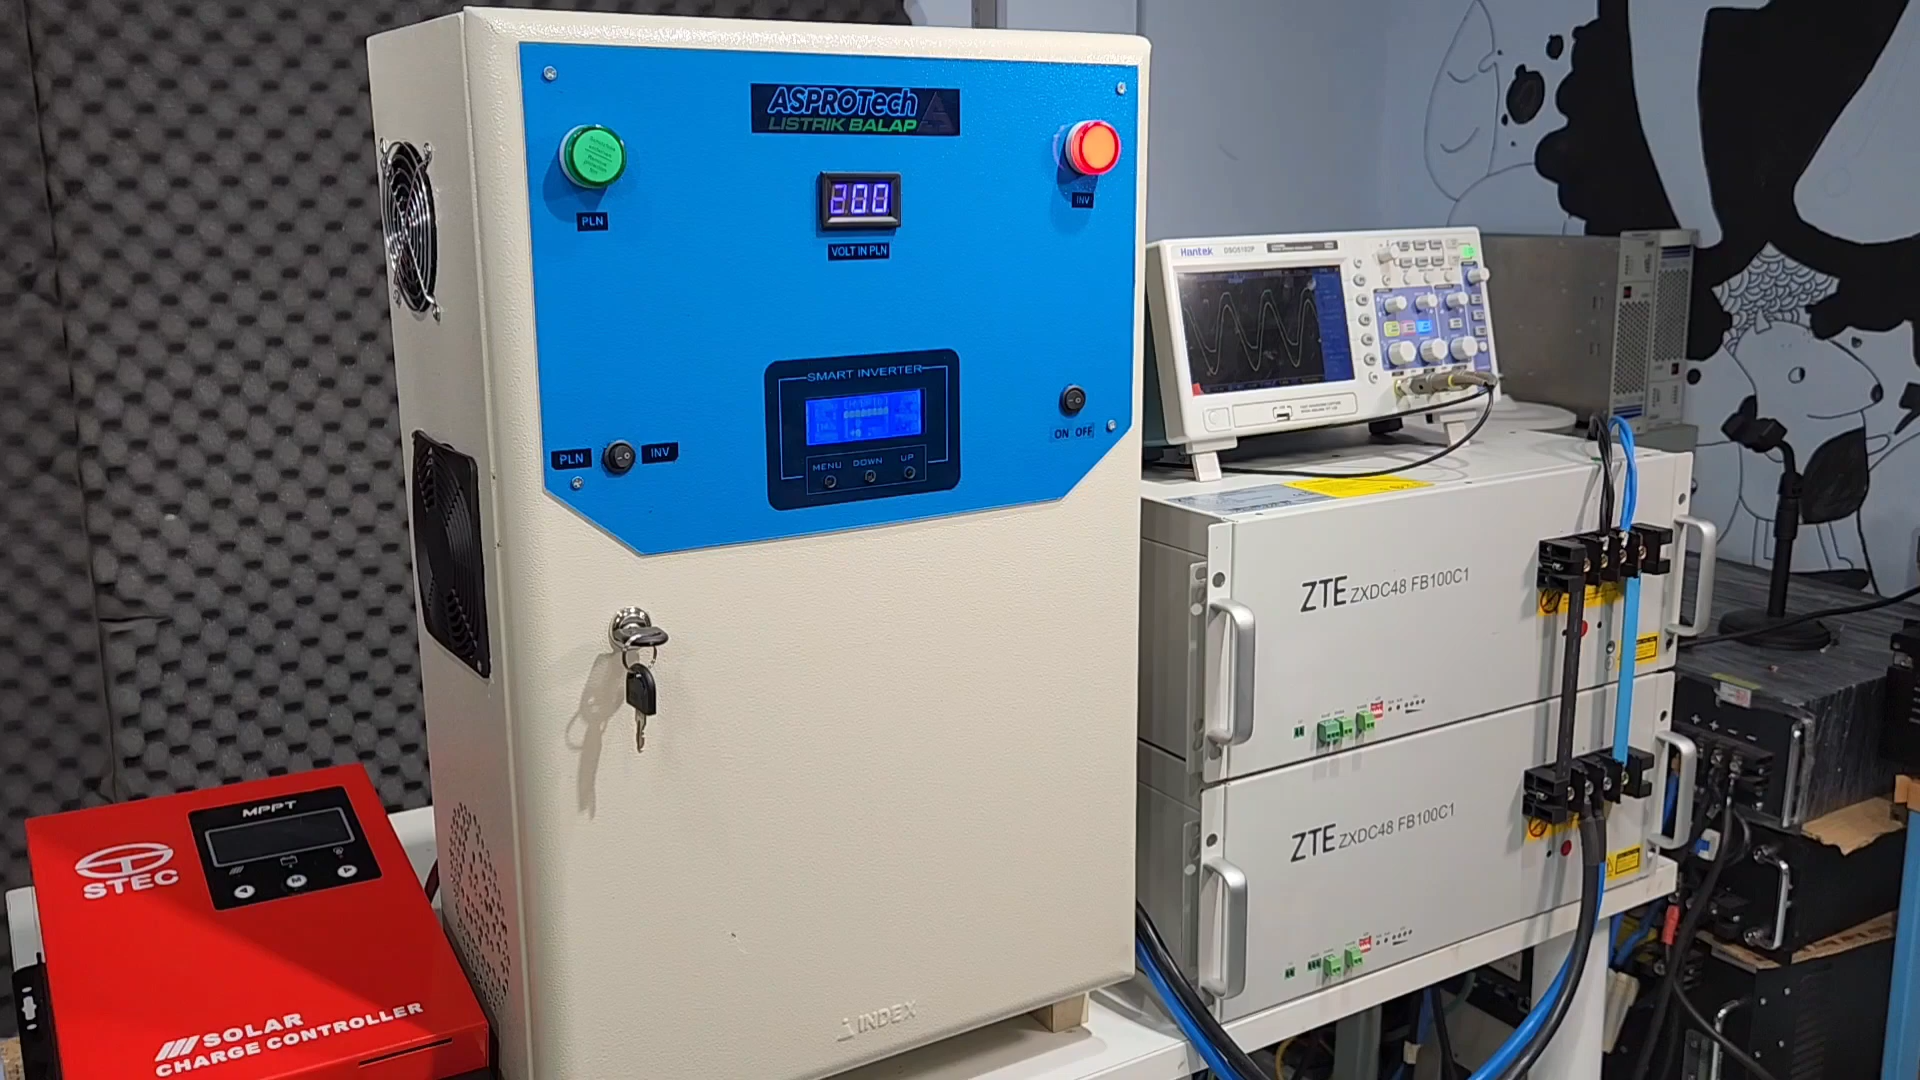 ASPROTech
LISTRIK BALAP
PLN
VOLT IN PLN
INV
SMART INVERTER
MENU DOWN UP
PLN
INV
ON OFF
INDEX
MPPT
STEC
SOLAR
CHARGE CONTROLLER
Hantek
DSO5102P
ZTE ZXDC48 FB100C1
ZTE ZXDC48 FB100C1